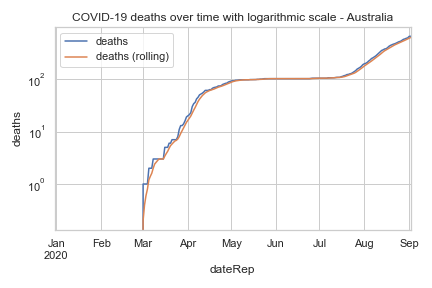 COVID-19 deaths over time with logarithmic scale - Australia
deaths
deaths (rolling)
10²
10¹
10⁰
deaths
Jan Feb Mar Apr May Jun Jul Aug Sep
2020
dateRep